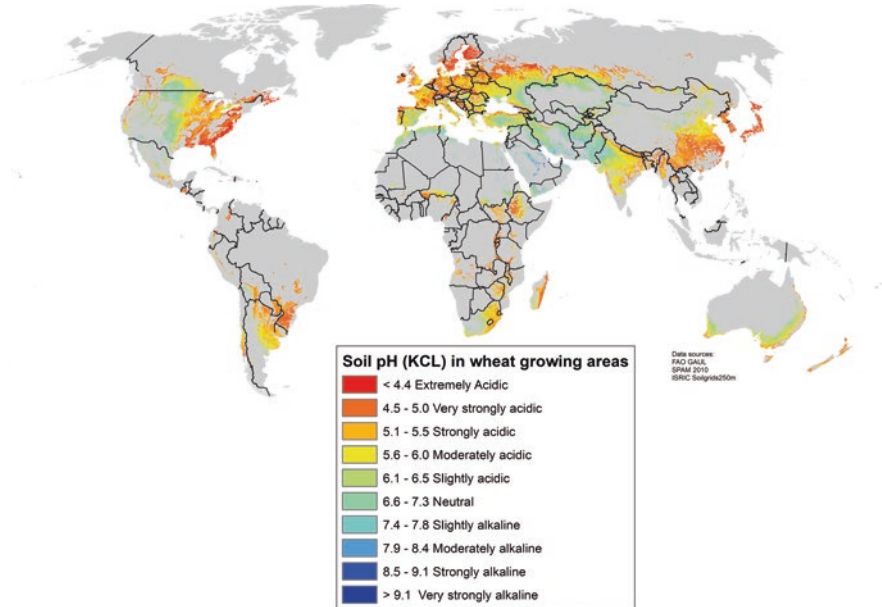 Soil pH (KCL) in wheat growing areas
< 4.4 Extremely Acidic
4.5 - 5.0 Very strongly acidic
5.1 - 5.5 Strongly acidic
5.6 - 6.0 Moderately acidic
6.1 - 6.5 Slightly acidic
6.6 - 7.3 Neutral
7.4 - 7.8 Slightly alkaline
7.9 - 8.4 Moderately alkaline
8.5 - 9.1 Strongly alkaline
> 9.1 Very strongly alkaline
Data sources:
FAO GAUL
SPAM 2010
ISRIC Soilgrids250m